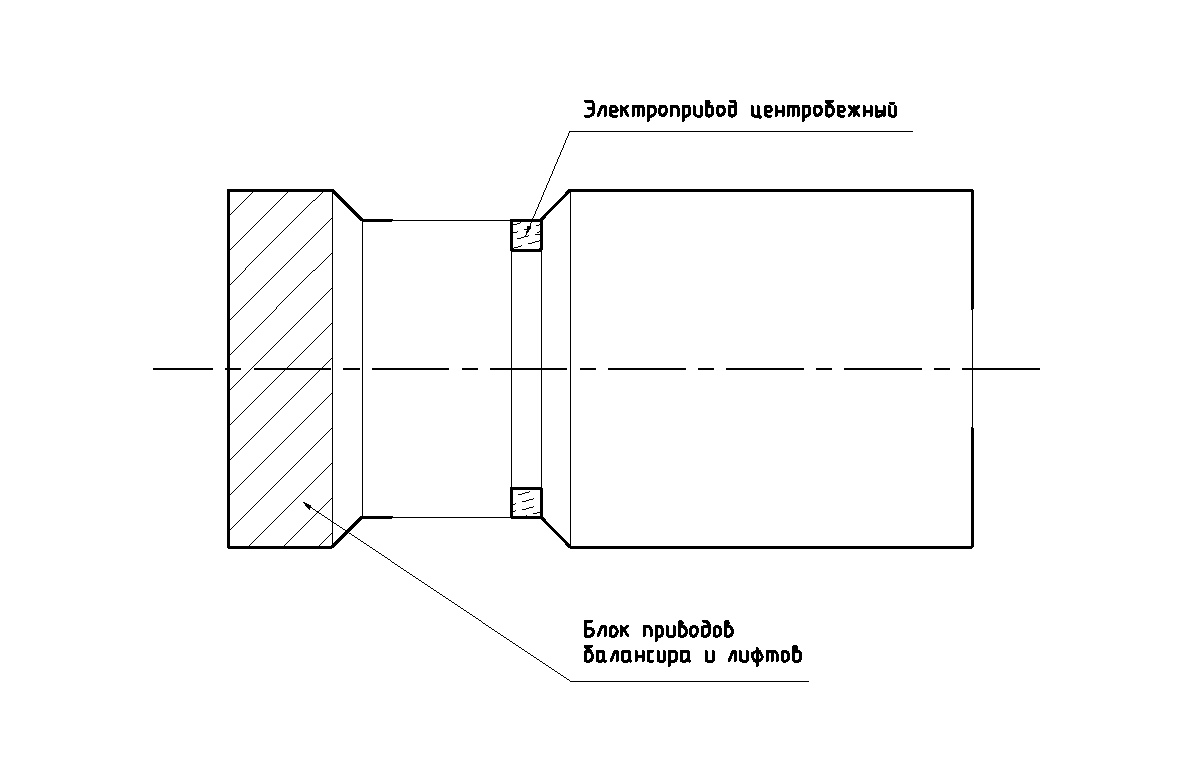 Электропривод центробежный
Блок приводов
балансира и лифтов